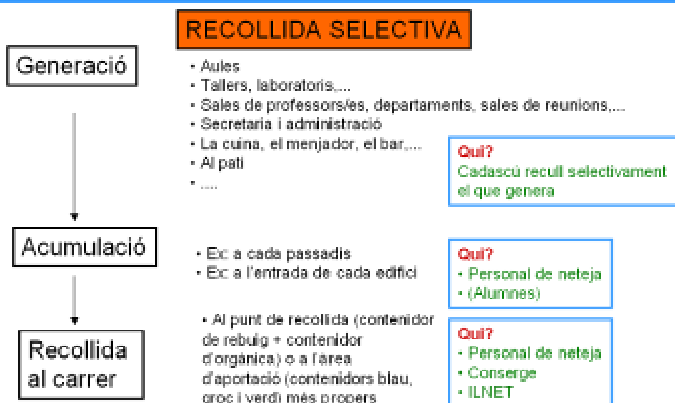 RECOLLIDA SELECTIVA
Generació
• Aules
• Tallers, laboratoris,...
• Sales de professors/es, departaments, sales de reunions,...
• Secretaria i administració
• La cuina, el menjador, el bar,...
• Al pati
• ....
Qui?
Cadascú recull selectivament
el que genera
Acumulació
• Ex: a cada passadis
• Ex: a l'entrada de cada edifici
Qui?
• Personal de neteja
• (Alumnes)
Recollida
al carrer
• Al punt de recollida (contenidor
de rebuig + contenidor
d'orgànica) o a l'àrea
d'aportació (contenidors blau,
groc i verd) més propers
Qui?
• Personal de neteja
• Conserge
• ILNET